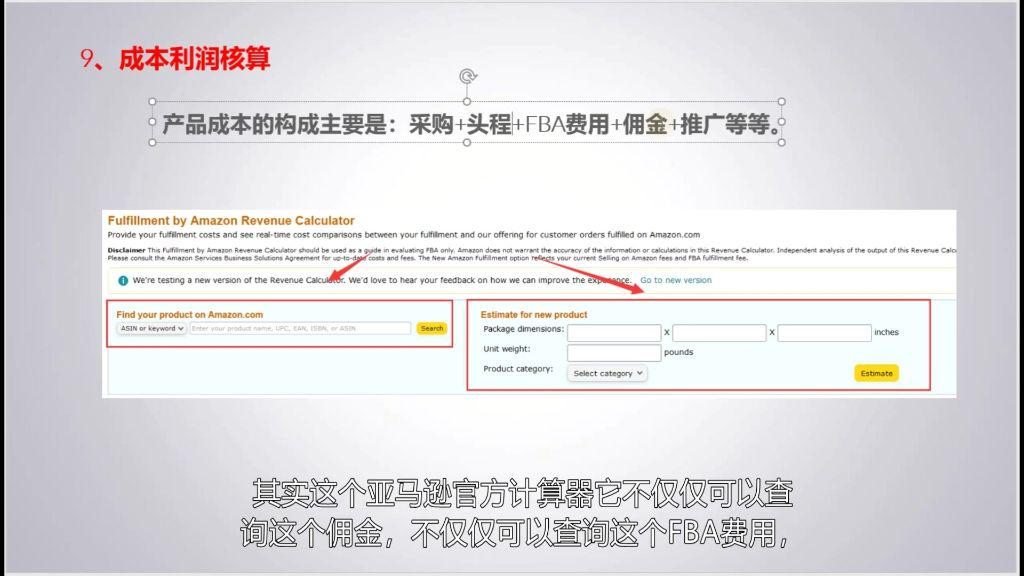 9、成本利润核算
产品成本的构成主要是：采购+头程+FBA费用+佣金+推广等等。
Fulfillment by Amazon Revenue Calculator
Provide your fulfillment costs and see real-time cost comparisons between your fulfillment and our offering for customer orders fulfilled on Amazon.com
Disclaimer This Fulfillment by Amazon Revenue Calculator should be used as a guide in evaluating FBA only. Amazon does not warrant the accuracy of the information or calculations in this Revenue Calculator. Independent analysis of the output of this Revenue Calc
Please consult the Amazon Services Business Solutions Agreement for up-to-date costs and fees. The New Amazon Fulfillment option reflects your current Selling on Amazon fees and FBA fulfillment fees.
We're testing a new version of the Revenue Calculator. We'd love to hear your feedback on how we can improve the experience. Go to new version
Find your product on Amazon.com
ASIN or keyword Enter your product name, UPC, EAN, ISBN, or ASIN Search
Estimate for new product
Package dimensions: X X inches
Unit weight: pounds
Product category: Select category Estimate
其实这个亚马逊官方计算器它不仅仅可以查
询这个佣金，不仅仅可以查询这个FBA费用，